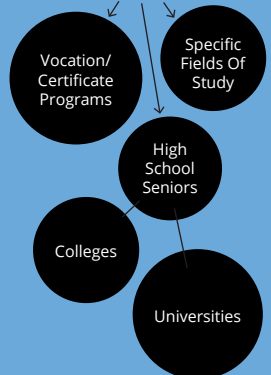 Vocation/
Certificate
Programs
Specific
Fields Of
Study
High
School
Seniors
Colleges
Universities